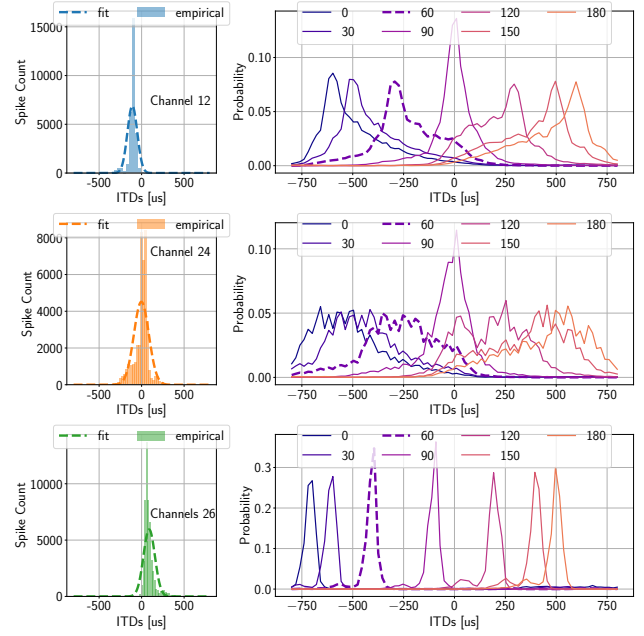 fit empirical
15000
10000
5000
0
Spike Count
Channel 12
−500 0 500
ITDs [us]
0 60 120 180
30 90 150
0.10
0.05
0.00
Probability
−750 −500 −250 0 250 500 750
ITDs [us]
fit empirical
8000
6000
4000
2000
0
Spike Count
Channel 24
−500 0 500
ITDs [us]
0 60 120 180
30 90 150
0.10
0.05
0.00
Probability
−750 −500 −250 0 250 500 750
ITDs [us]
fit empirical
10000
5000
0
Spike Count
Channels 26
−500 0 500
ITDs [us]
0 60 120 180
30 90 150
0.3
0.2
0.1
0.0
Probability
−750 −500 −250 0 250 500 750
ITDs [us]